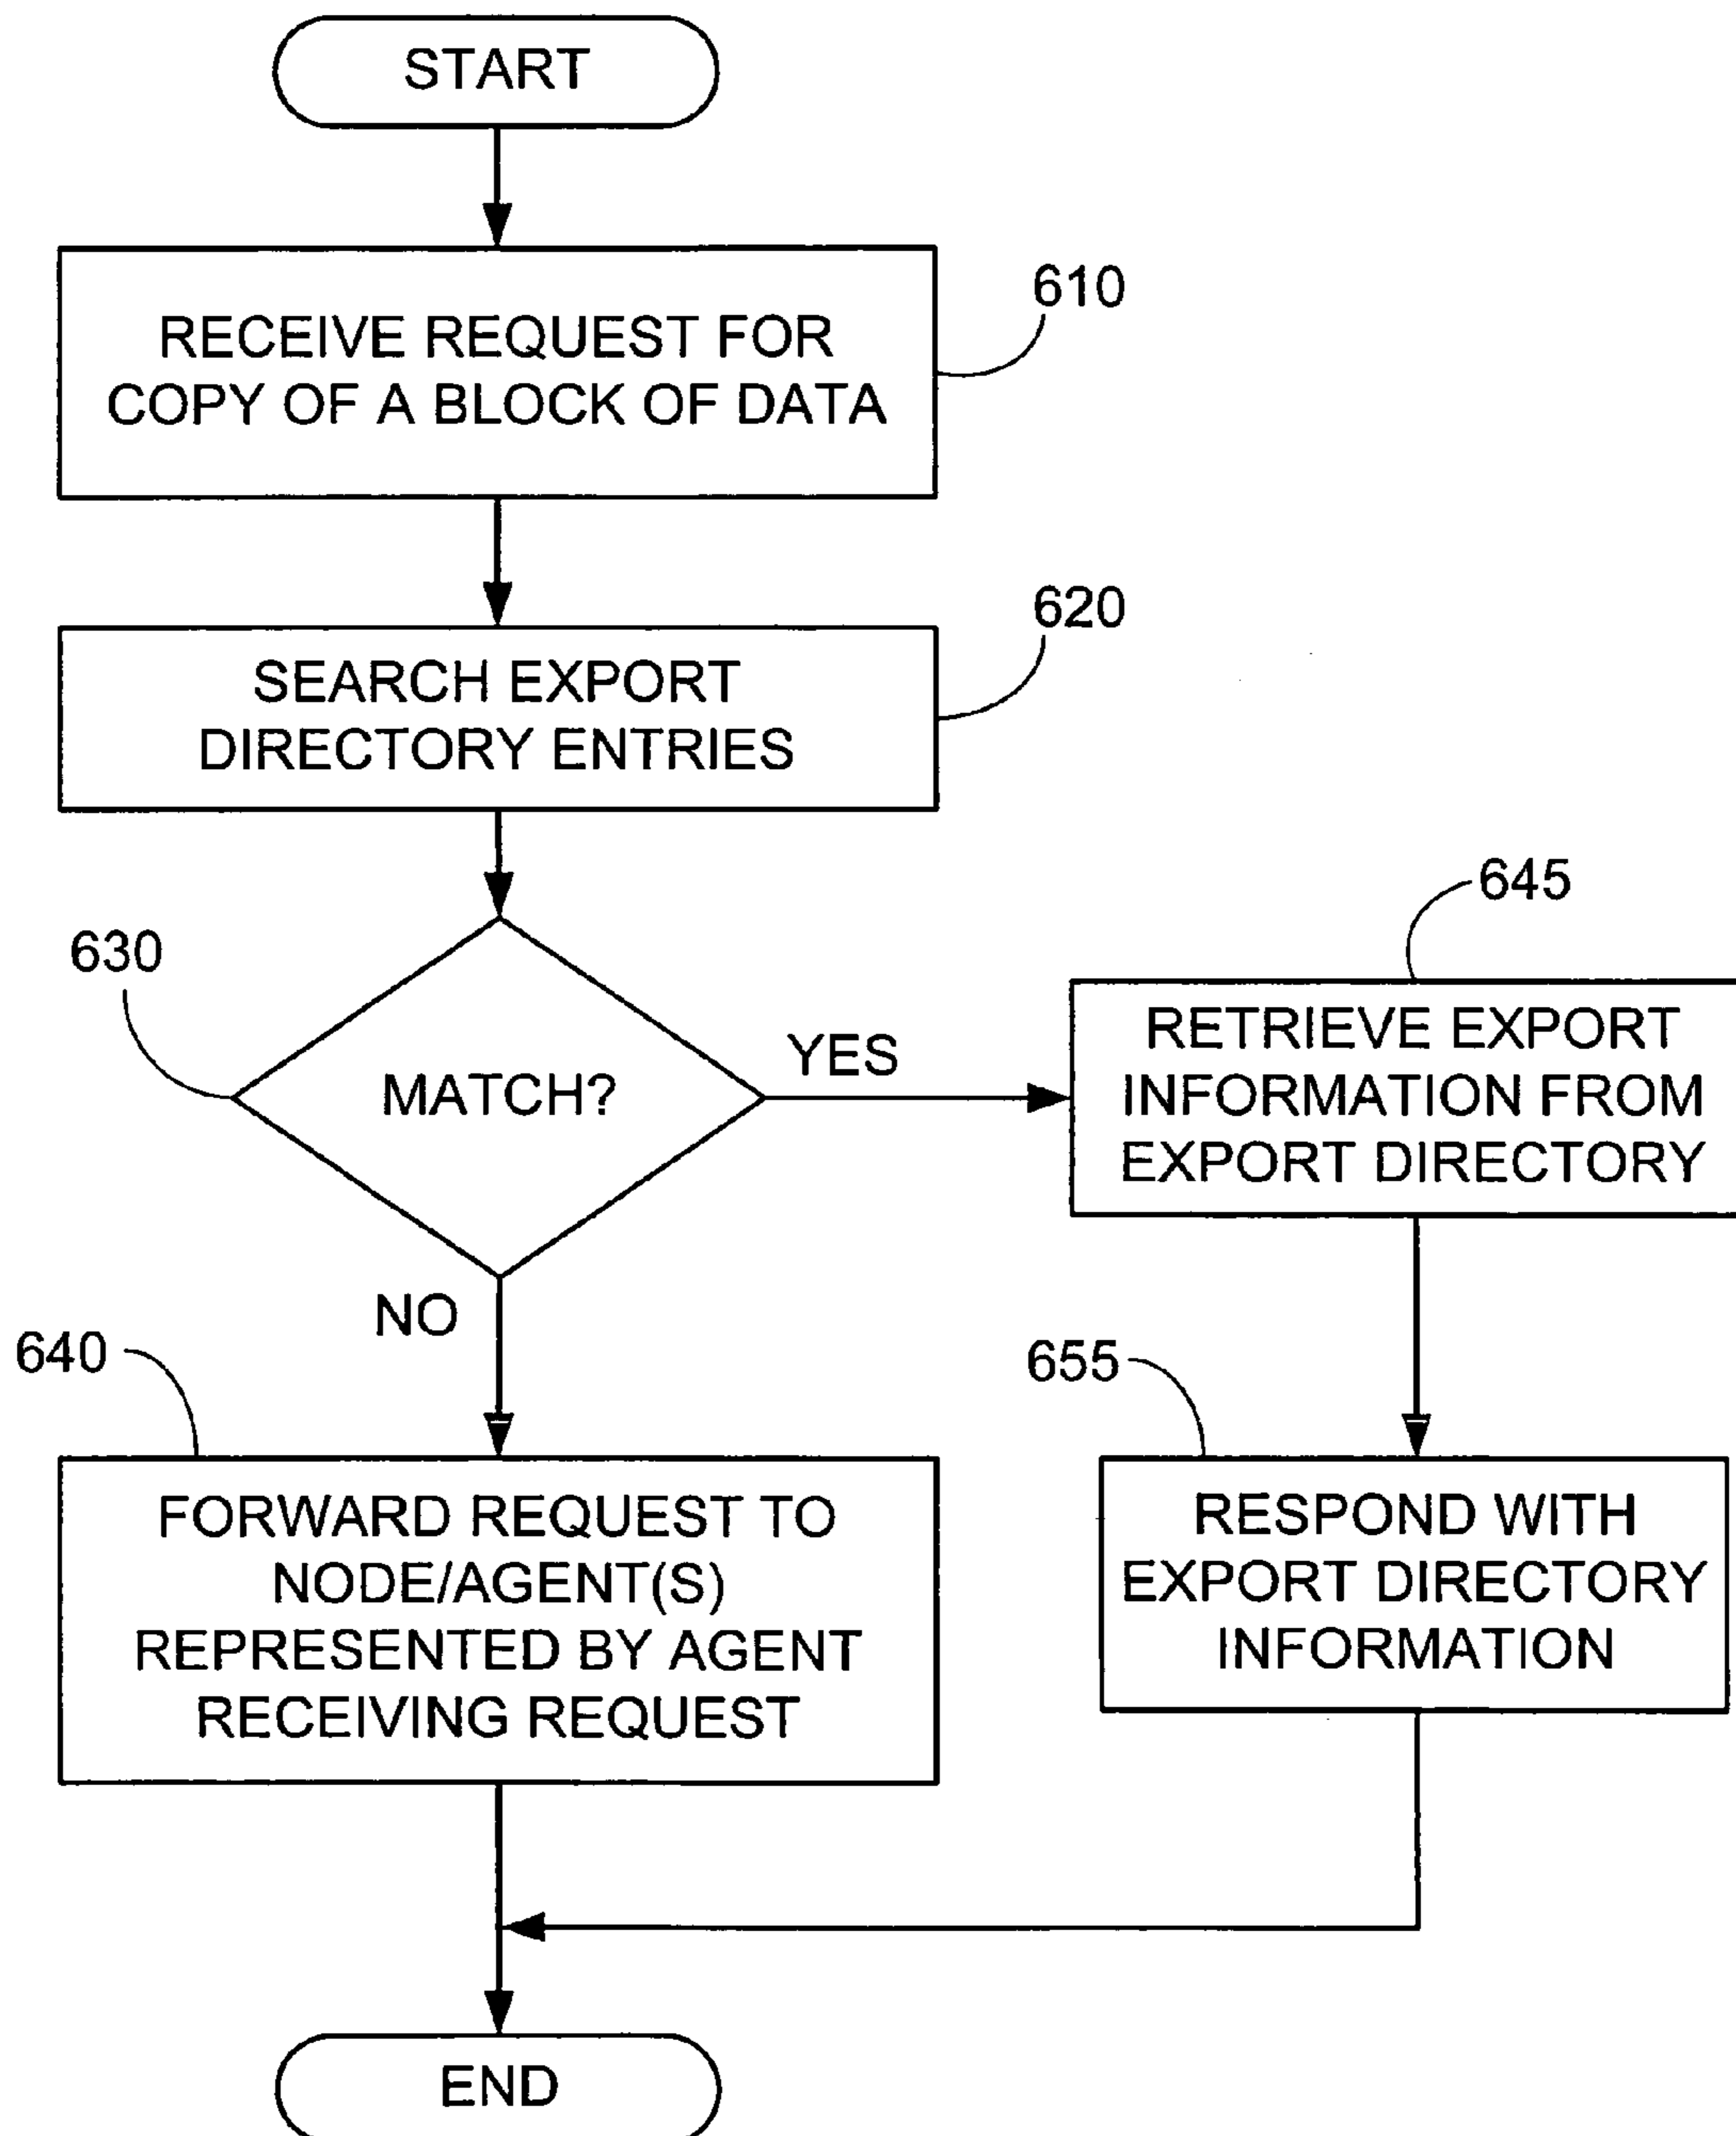 START
RECEIVE REQUEST FOR
COPY OF A BLOCK OF DATA
610
SEARCH EXPORT
DIRECTORY ENTRIES
620
630
MATCH?
YES
NO
645
RETRIEVE EXPORT
INFORMATION FROM
EXPORT DIRECTORY
640
FORWARD REQUEST TO
NODE/AGENT(S)
REPRESENTED BY AGENT
RECEIVING REQUEST
655
RESPOND WITH
EXPORT DIRECTORY
INFORMATION
END